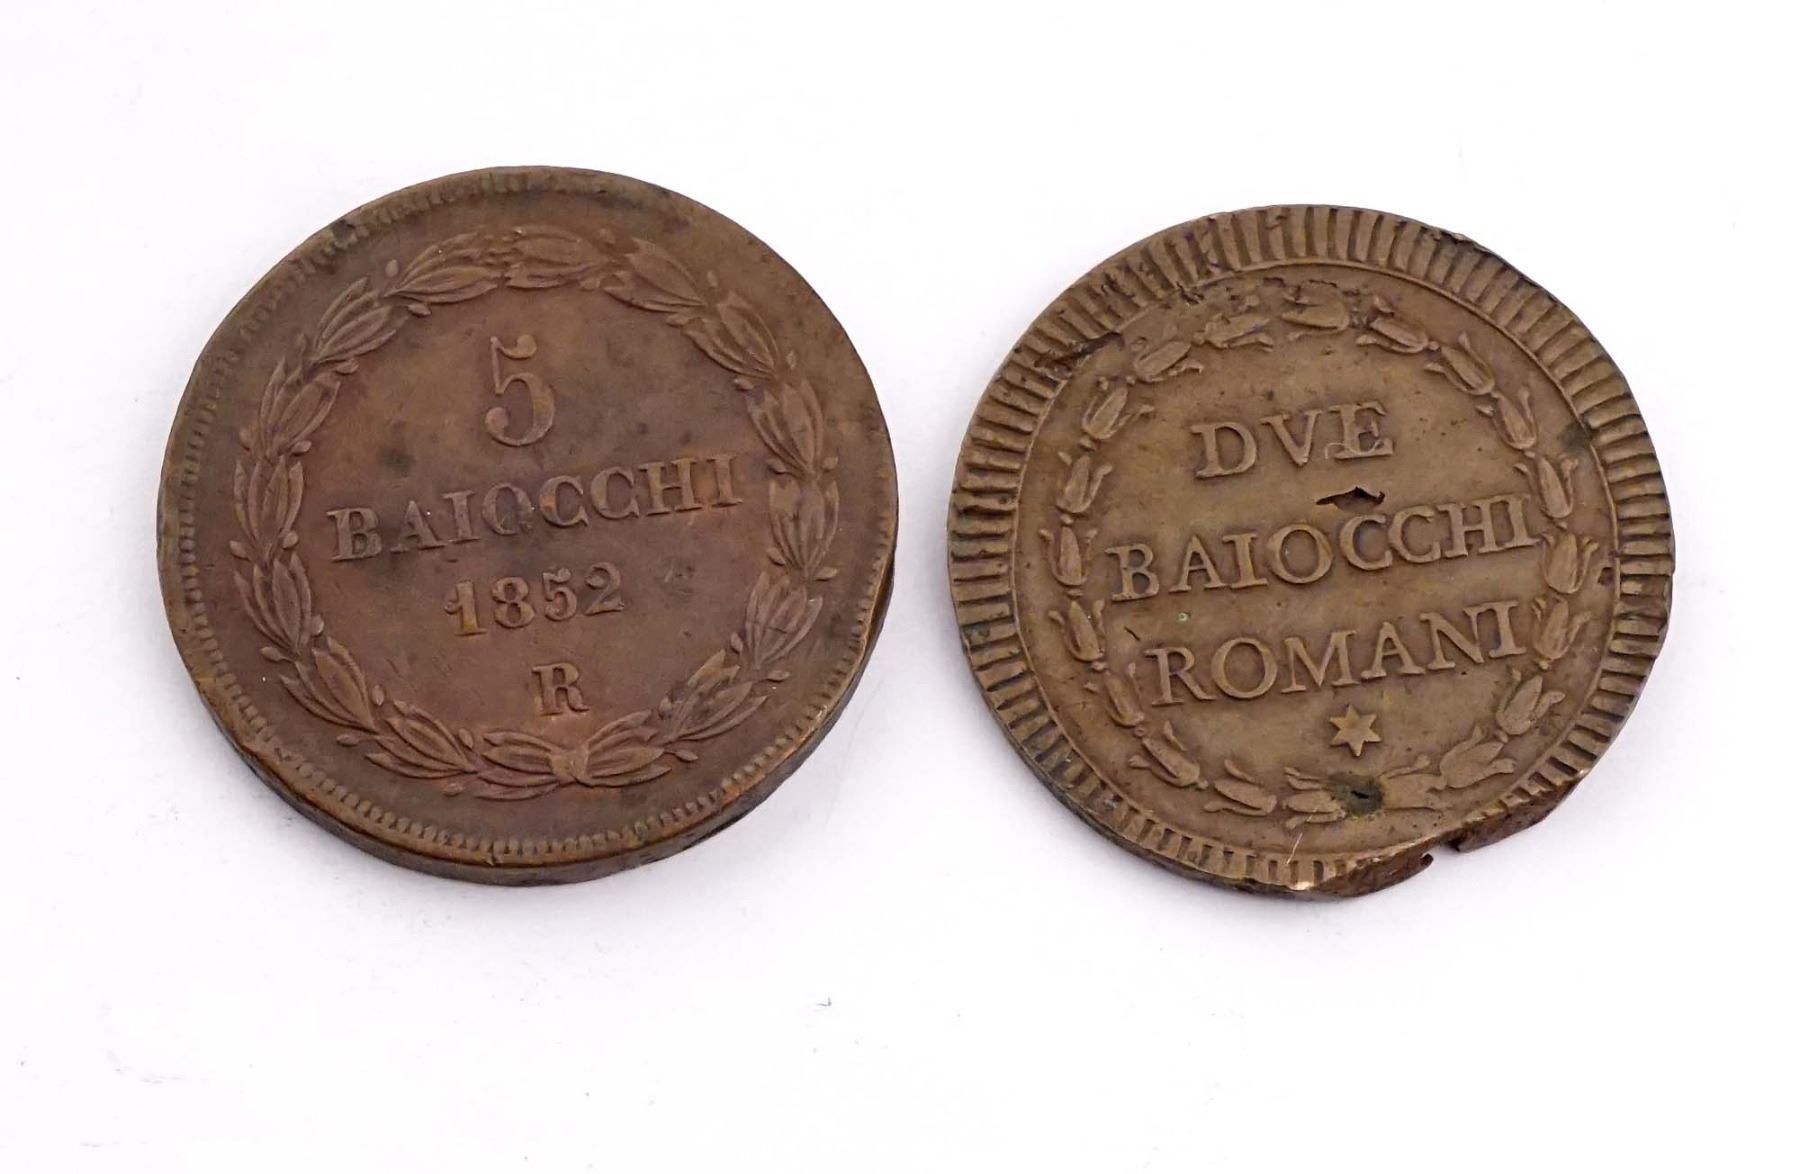 5
BAIOCCHI
1852
R
DVE
BAIOCCHI
ROMANI